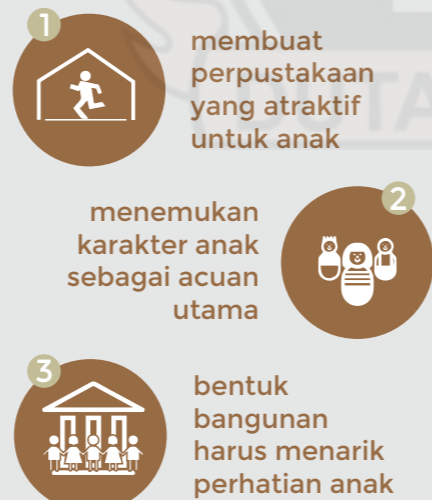 1
membuat
perpustakaan
yang atraktif
untuk anak
2
menemukan
karakter anak
sebagai acuan
utama
3
bentuk
bangunan
harus menarik
perhatian anak